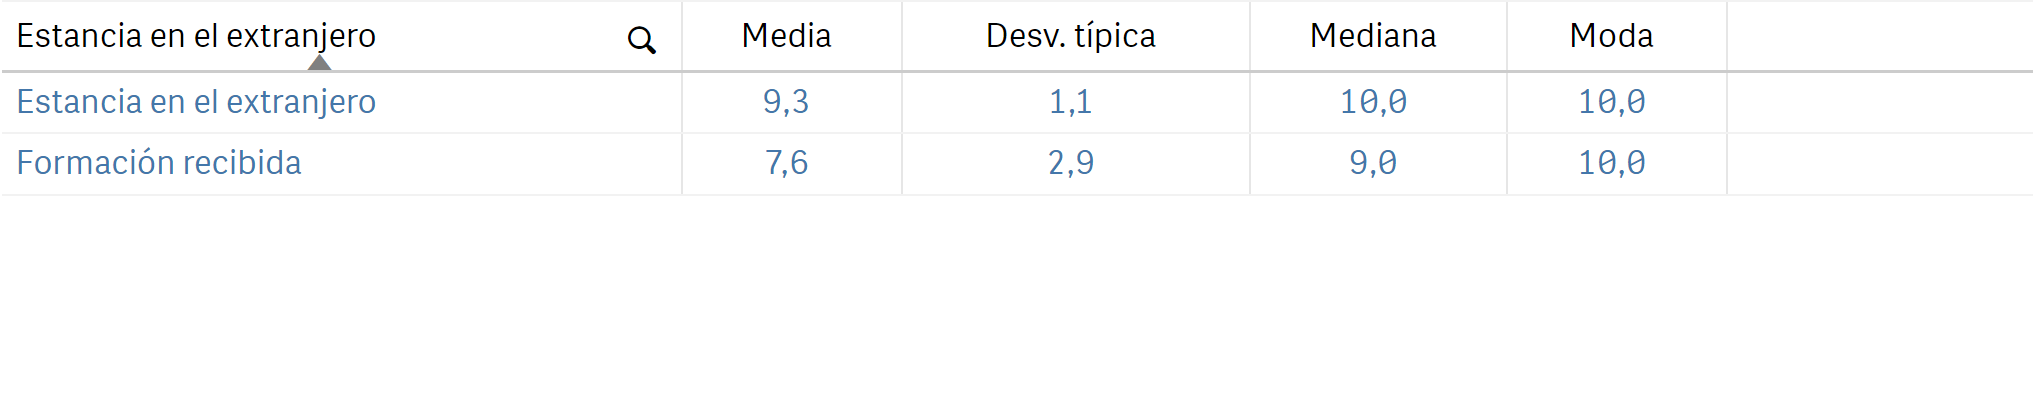 Estancia en el extranjero Media Desv. típica Mediana Moda
Estancia en el extranjero 9,3 1,1 10,0 10,0
Formación recibida 7,6 2,9 9,0 10,0